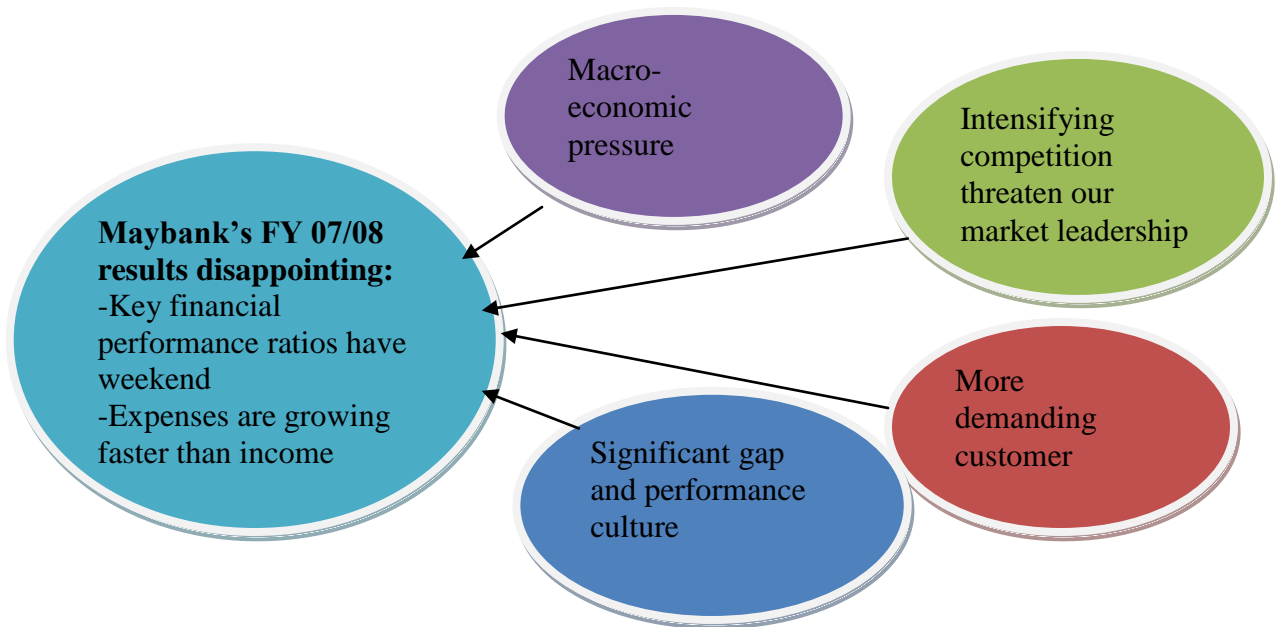 Macro-
economic
pressure
Intensifying
competition
threaten our
market leadership
Maybank’s FY 07/08
results disappointing:
-Key financial
performance ratios have
weekend
-Expenses are growing
faster than income
More
demanding
customer
Significant gap
and performance
culture